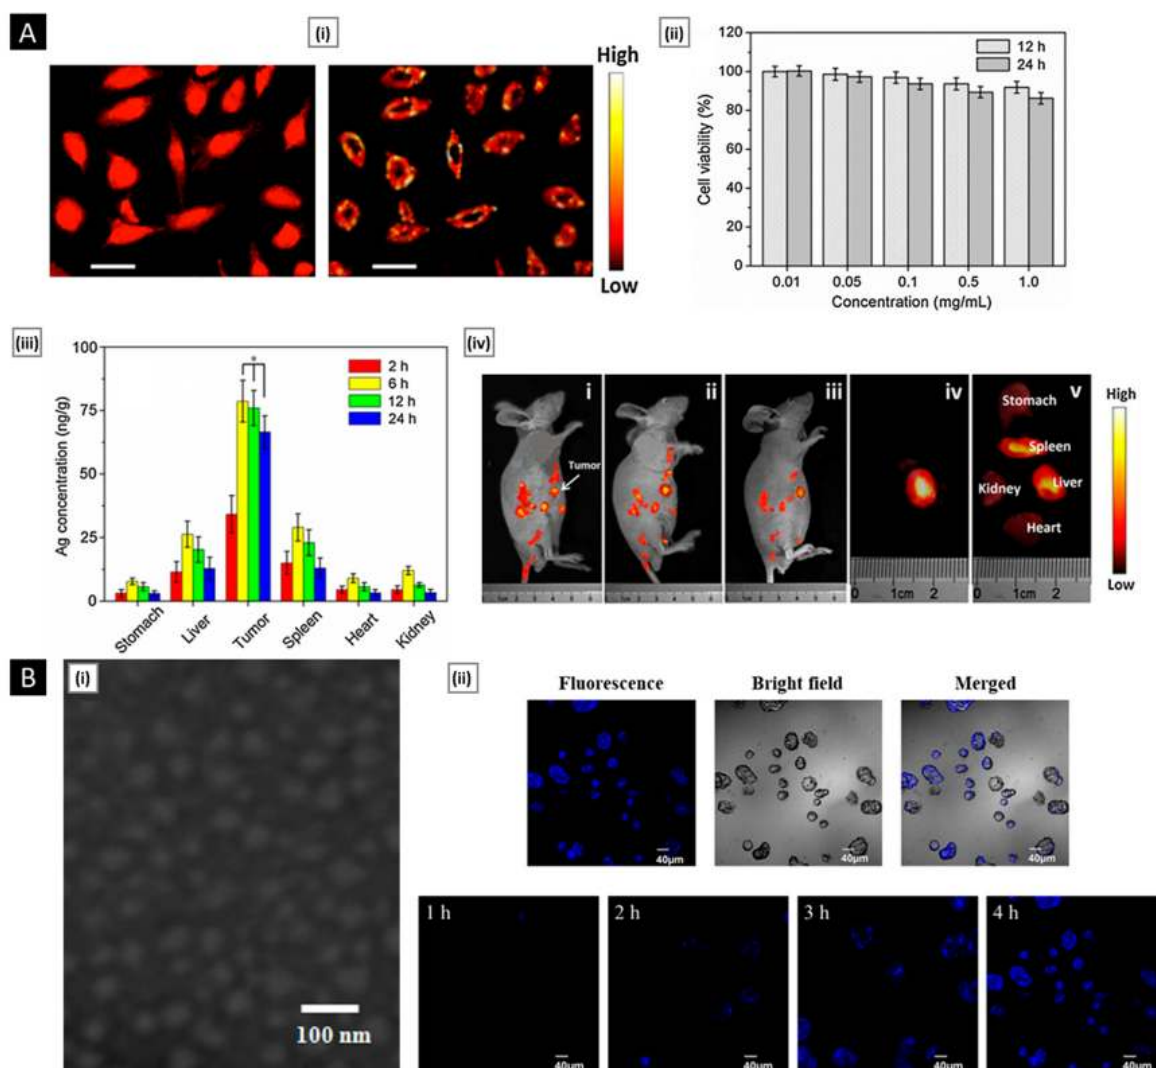 A
(i)
High
Low
(ii)
Cell viability (%)
120
100
80
60
40
20
0
12 h
24 h
0.01 0.05 0.1 0.5 1.0
Concentration (mg/mL)
(iii)
Ag concentration (ng/g)
100
75
50
25
0
*
2 h
6 h
12 h
24 h
Stomach Liver Tumor Spleen Heart Kidney
(iv)
i
Tumor
ii
iii
iv
v
Stomach
Spleen
Kidney
Liver
Heart
0 1cm 2
0 1cm 2
High
Low
B
(i)
100 nm
(ii)
Fluorescence Bright field Merged
40μm 40μm 40μm
1 h 2 h 3 h 4 h
40μm 40μm 40μm 40μm